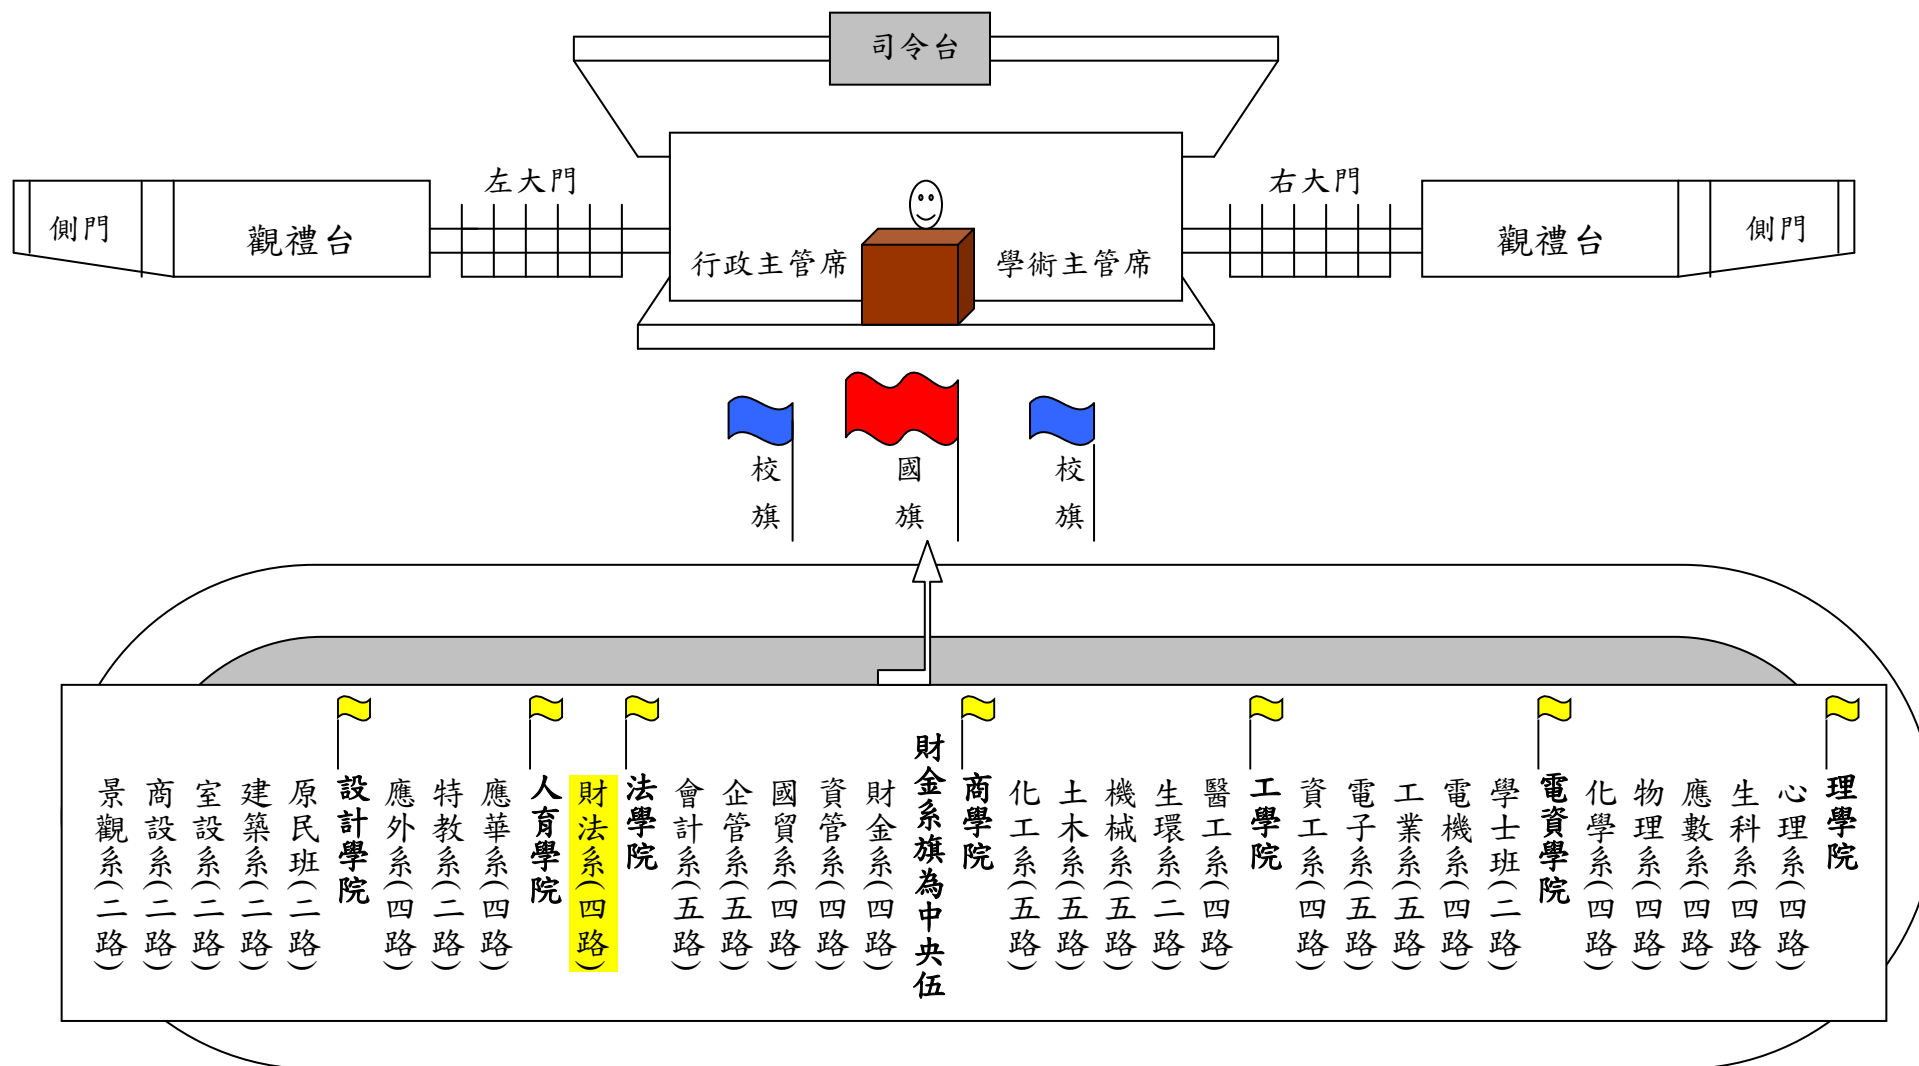 司令台
左大門
右大門
側門
觀禮台
行政主管席
學術主管席
觀禮台
側門
校旗
國旗
校旗
景觀系(二路)
商設系(二路)
室設系(二路)
建築系(二路)
原民班(二路)
設計學院
應外系(四路)
特教系(二路)
應華系(四路)
人育學院
財法系(四路)
法學院
會計系(五路)
企管系(五路)
國貿系(四路)
資管系(四路)
財金系(四路)
財金系旗為中央伍
商學院
化工系(五路)
土木系(五路)
機械系(五路)
生環系(二路)
醫工系(四路)
工學院
資工系(四路)
電子系(五路)
工業系(五路)
電機系(四路)
學士班(二路)
電資學院
化學系(四路)
物理系(四路)
應數系(四路)
生科系(四路)
心理系(四路)
理學院